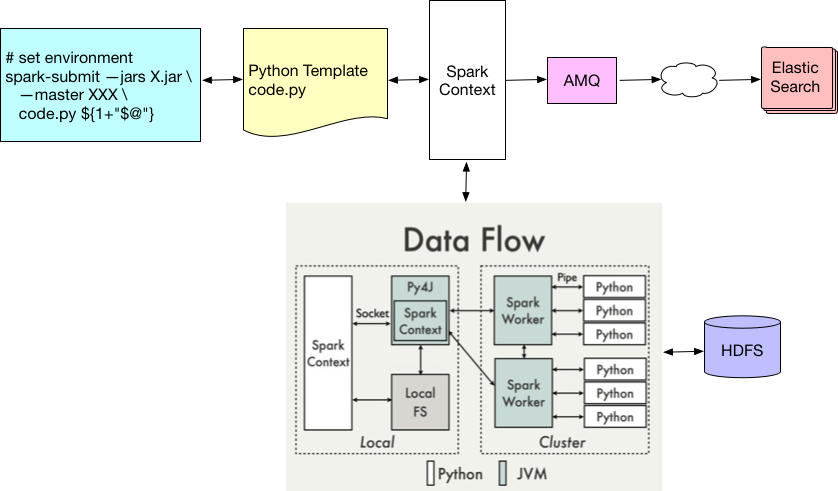 # set environment
spark-submit —jars X.jar \
—master XXX \
code.py ${1+"$@"}
Python Template
code.py
Spark
Context
AMQ
Elastic
Search
Data Flow
Spark
Context
Socket
Py4J
Spark
Context
Local
FS
Local
Spark
Worker
Pipe
Python
Python
Python
Spark
Worker
Python
Python
Python
Cluster
Python
JVM
HDFS